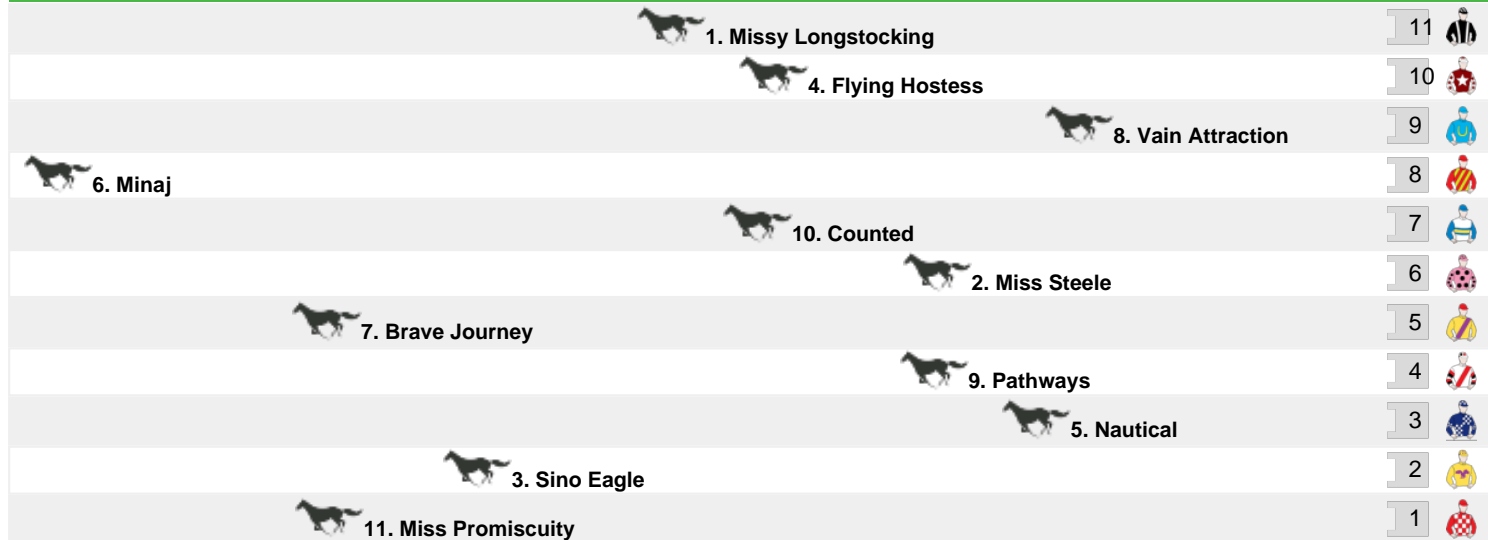 1. Missy Longstocking 11
4. Flying Hostess 10
8. Vain Attraction 9
6. Minaj 8
10. Counted 7
2. Miss Steele 6
7. Brave Journey 5
9. Pathways 4
5. Nautical 3
3. Sino Eagle 2
11. Miss Promiscuity 1